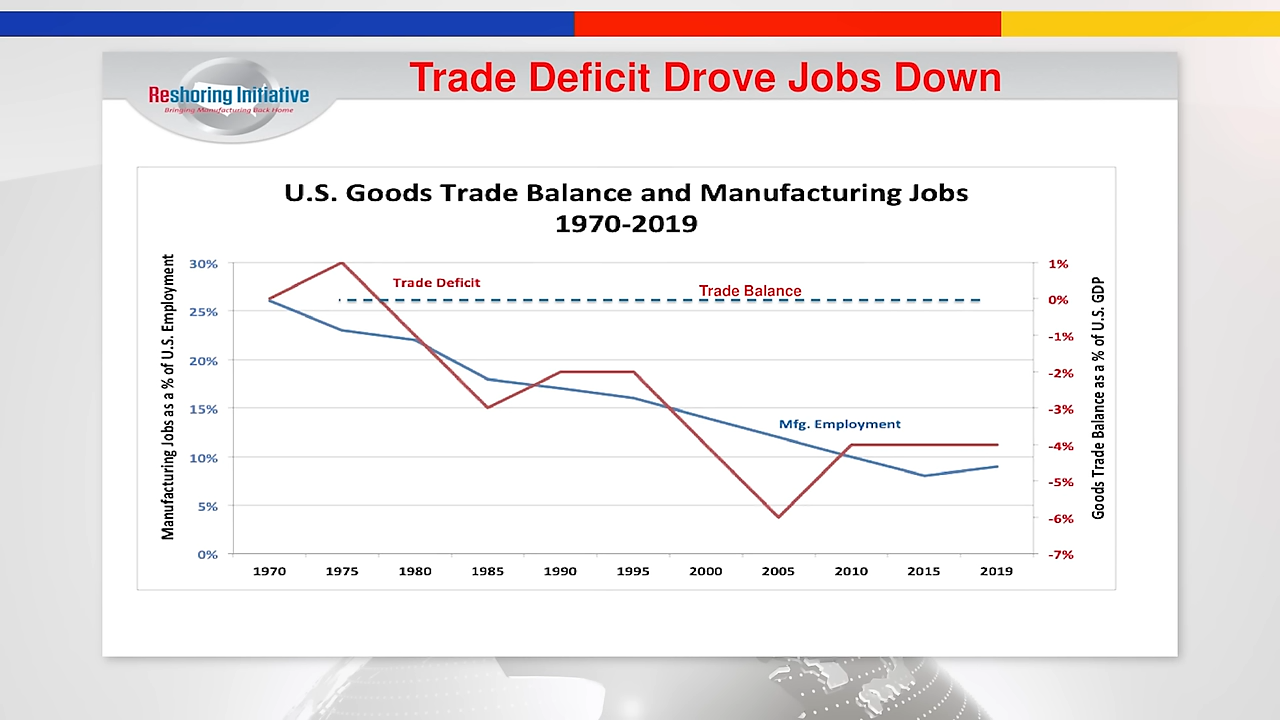 Trade Deficit Drove Jobs Down
Reshoring Initiative
Bringing Manufacturing Back Home
U.S. Goods Trade Balance and Manufacturing Jobs
1970-2019
Manufacturing Jobs as a % of U.S. Employment
30%
25%
20%
15%
10%
5%
0%
Trade Deficit
Trade Balance
Mfg. Employment
1%
0%
-1%
-2%
-3%
-4%
-5%
-6%
-7%
Goods Trade Balance as a % of U.S. GDP
1970 1975 1980 1985 1990 1995 2000 2005 2010 2015 2019